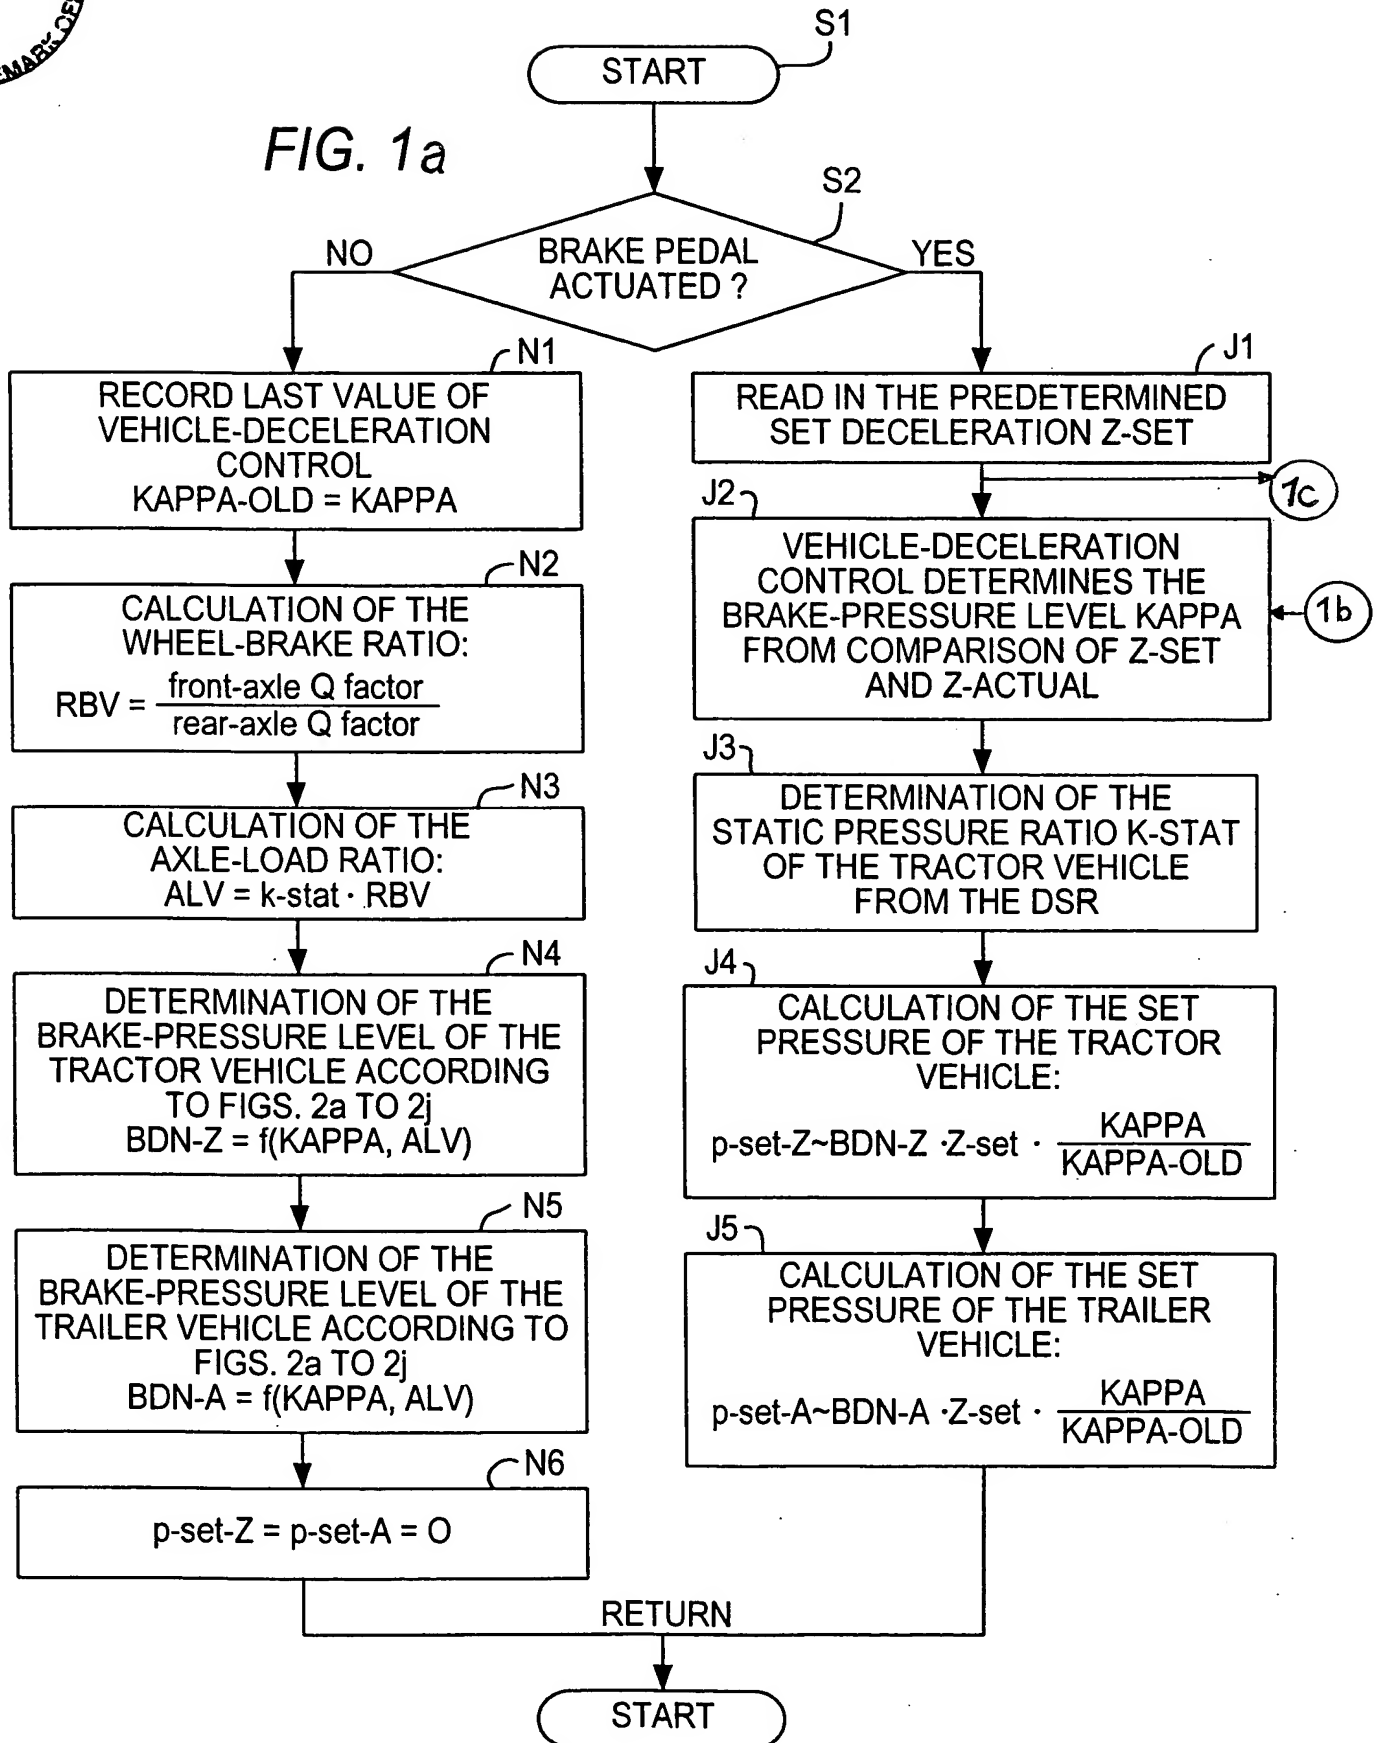 EMARK OF
S1
START
FIG. 1a
S2
BRAKE PEDAL
ACTUATED ?
NO
YES
N1
RECORD LAST VALUE OF
VEHICLE-DECELERATION
CONTROL
KAPPA-OLD = KAPPA
N2
CALCULATION OF THE
WHEEL-BRAKE RATIO:
RBV = front-axle Q factor
rear-axle Q factor
N3
CALCULATION OF THE
AXLE-LOAD RATIO:
ALV = k-stat · RBV
N4
DETERMINATION OF THE
BRAKE-PRESSURE LEVEL OF THE
TRACTOR VEHICLE ACCORDING
TO FIGS. 2a TO 2j
BDN-Z = f(KAPPA, ALV)
N5
DETERMINATION OF THE
BRAKE-PRESSURE LEVEL OF THE
TRAILER VEHICLE ACCORDING TO
FIGS. 2a TO 2j
BDN-A = f(KAPPA, ALV)
N6
p-set-Z = p-set-A = O
J1
READ IN THE PREDETERMINED
SET DECELERATION Z-SET
1c
J2
VEHICLE-DECELERATION
CONTROL DETERMINES THE
BRAKE-PRESSURE LEVEL KAPPA
FROM COMPARISON OF Z-SET
AND Z-ACTUAL
1b
J3
DETERMINATION OF THE
STATIC PRESSURE RATIO K-STAT
OF THE TRACTOR VEHICLE
FROM THE DSR
J4
CALCULATION OF THE SET
PRESSURE OF THE TRACTOR
VEHICLE:
p-set-Z~BDN-Z ·Z-set · KAPPA
KAPPA-OLD
J5
CALCULATION OF THE SET
PRESSURE OF THE TRAILER
VEHICLE:
p-set-A~BDN-A ·Z-set · KAPPA
KAPPA-OLD
RETURN
START